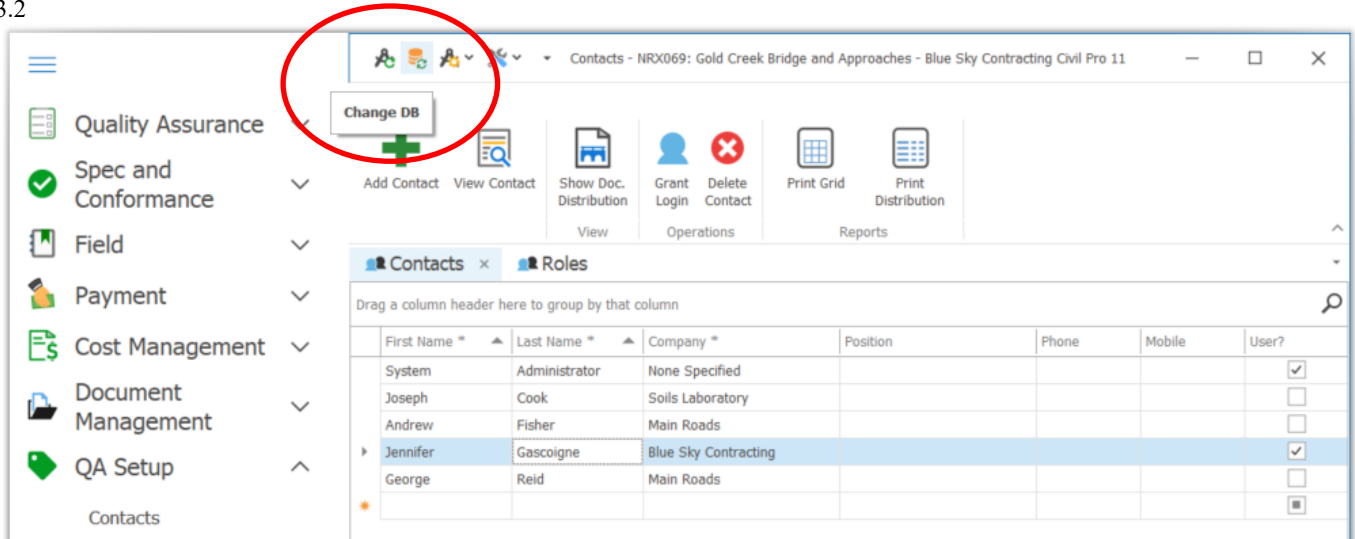 3.2
Contacts - NRX069: Gold Creek Bridge and Approaches - Blue Sky Contracting Civil Pro 11
Change DB
Quality Assurance
Spec and
Conformance
Field
Payment
Cost Management
Document
Management
QA Setup
Contacts
Add Contact
View Contact
Show Doc.
Distribution
Grant
Login
Delete
Contact
Print Grid
Print
Distribution
View
Operations
Reports
Contacts
Roles
Drag a column header here to group by that column
First Name * Last Name * Company * Position Phone Mobile User?
System Administrator None Specified
Joseph Cook Soils Laboratory
Andrew Fisher Main Roads
Jennifer Gascoigne Blue Sky Contracting
George Reid Main Roads